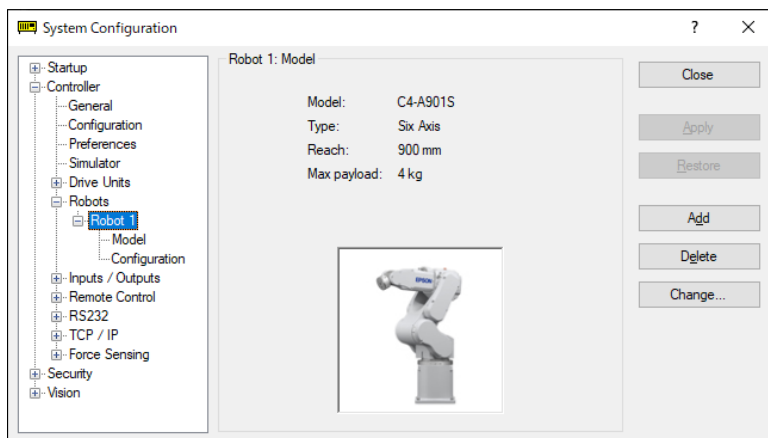 System Configuration
?
Startup
Controller
General
Configuration
Preferences
Simulator
Drive Units
Robots
Robot 1
Model
Configuration
Inputs / Outputs
Remote Control
RS232
TCP / IP
Force Sensing
Security
Vision
Robot 1: Model
Model: C4-A901S
Type: Six Axis
Reach: 900 mm
Max payload: 4 kg
EPSON
Close
Apply
Restore
Add
Delete
Change...